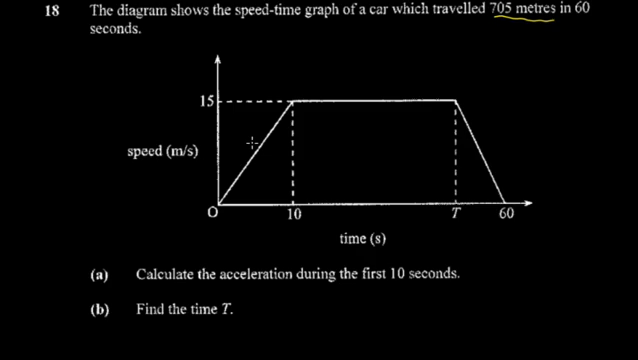 18 The diagram shows the speed-time graph of a car which travelled 705 metres in 60
seconds.
15
speed (m/s)
O 10 T 60
time (s)
(a) Calculate the acceleration during the first 10 seconds.
(b) Find the time T.